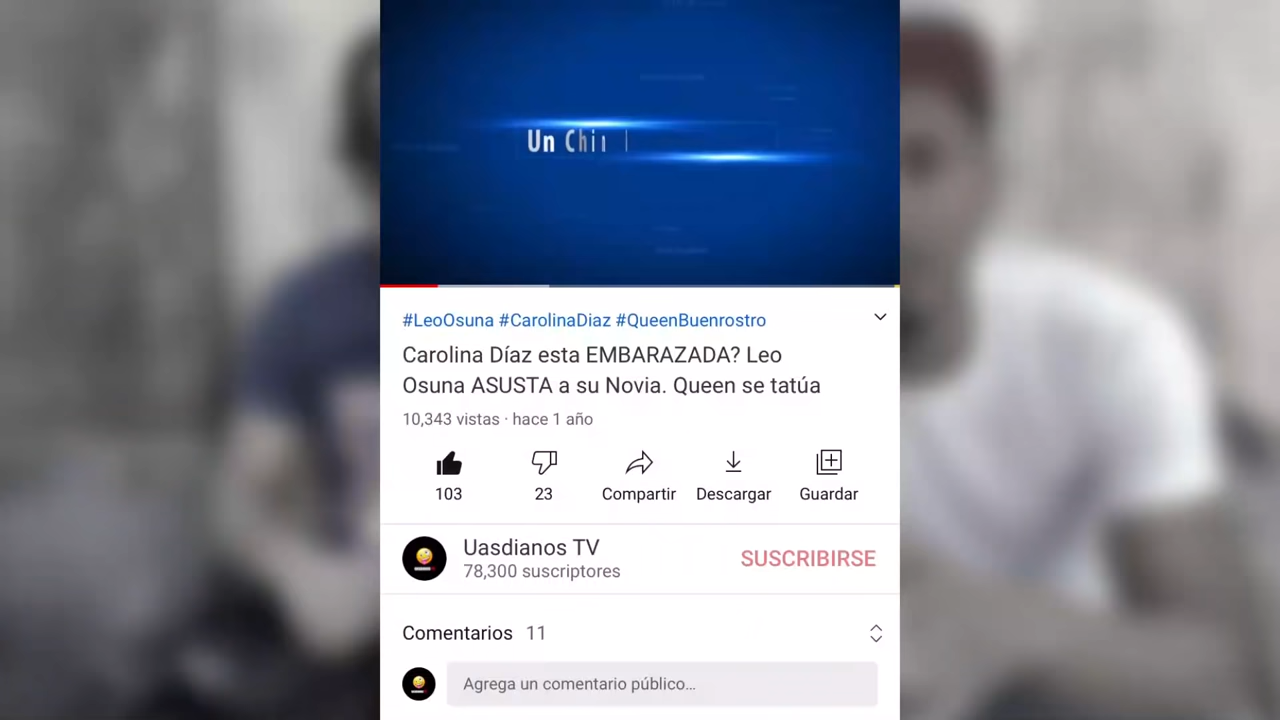 Un Chin
#LeoOsuna #CarolinaDiaz #QueenBuenrostro
Carolina Díaz esta EMBARAZADA? Leo
Osuna ASUSTA a su Novia. Queen se tatúa
10,343 vistas · hace 1 año
103
23
Compartir
Descargar
Guardar
Uasdianos TV
78,300 suscriptores
SUSCRIBIRSE
Comentarios 11
Agrega un comentario público...